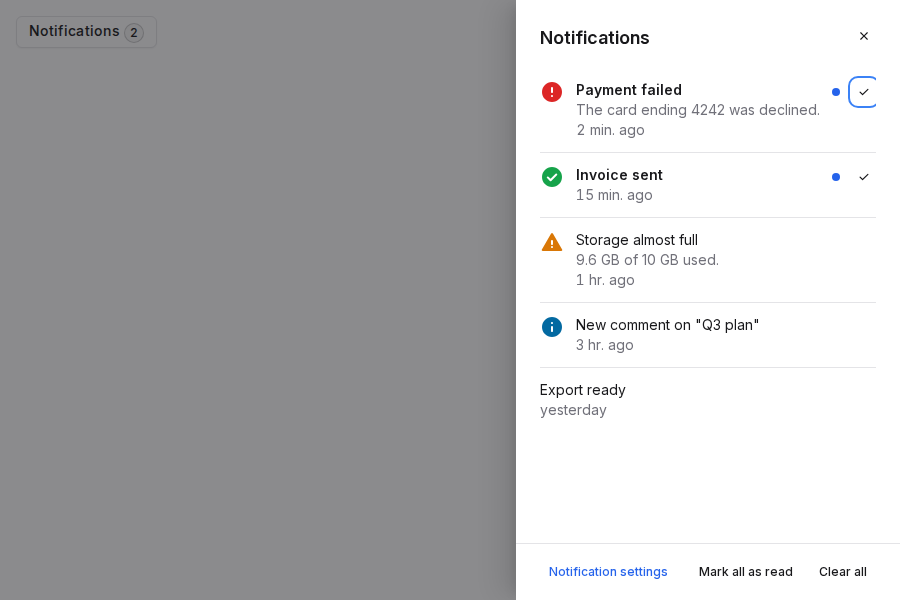 Notifications 2
Notifications
Payment failed
The card ending 4242 was declined.
2 min. ago
Invoice sent
15 min. ago
Storage almost full
9.6 GB of 10 GB used.
1 hr. ago
New comment on "Q3 plan"
3 hr. ago
Export ready
yesterday
Notification settings
Mark all as read
Clear all